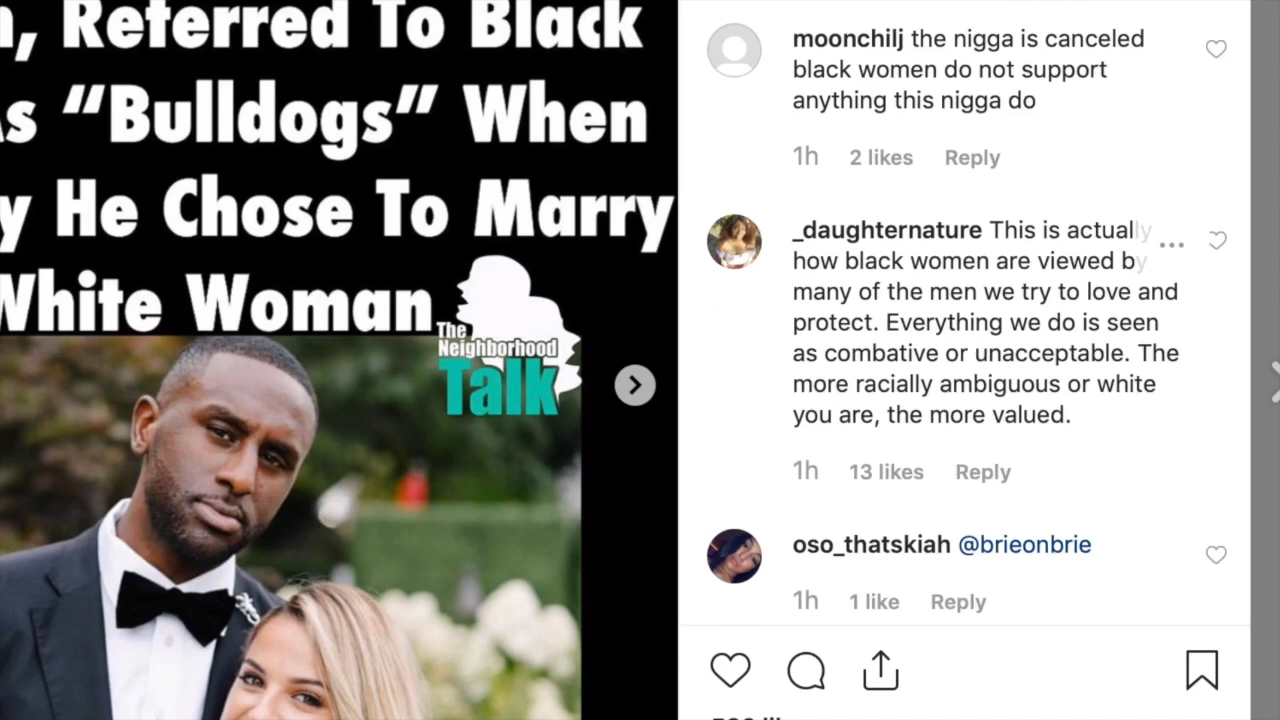 , Referred To Black
s “Bulldogs” When
y He Chose To Marry
White Woman
The
Neighborhood
Talk
moonchilj the nigga is canceled
black women do not support
anything this nigga do
1h 2 likes Reply
_daughternature This is actually
how black women are viewed by
many of the men we try to love and
protect. Everything we do is seen
as combative or unacceptable. The
more racially ambiguous or white
you are, the more valued.
1h 13 likes Reply
oso_thatskiah @brieonbrie
1h 1 like Reply